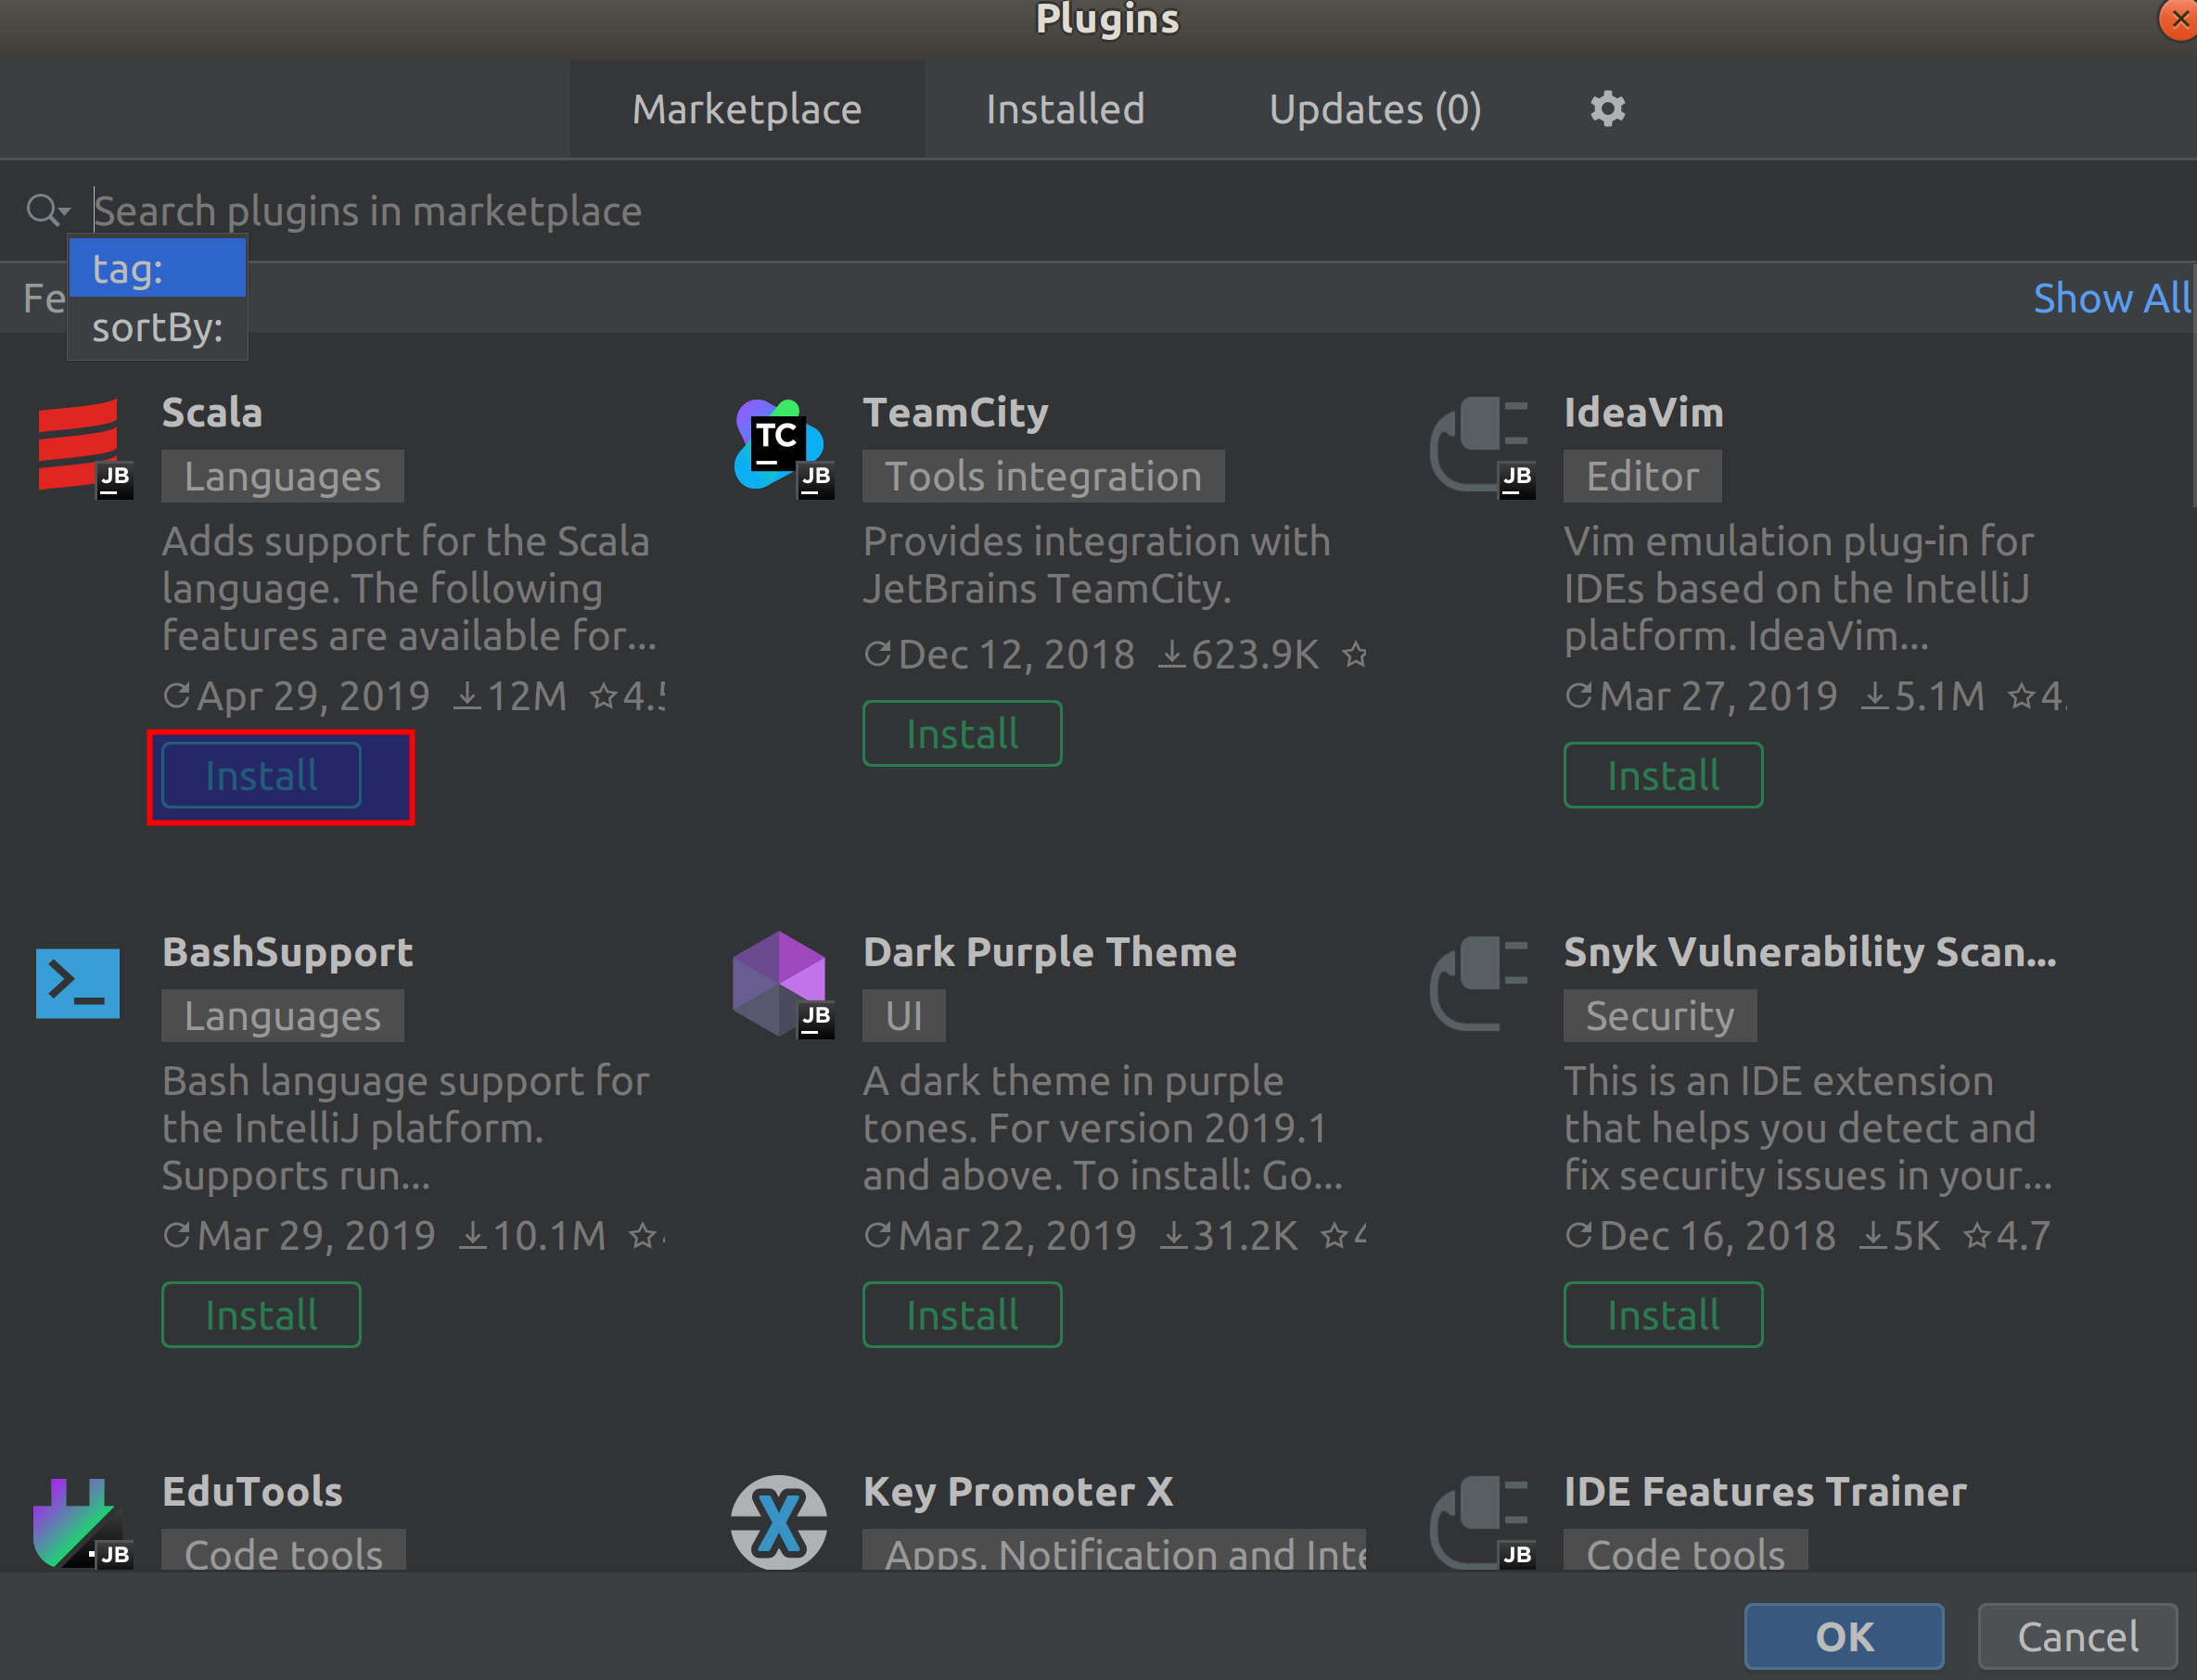 Plugins
Marketplace Installed Updates (0)
Search plugins in marketplace
tag:
Fe
Show All
sortBy:
Scala
JB
Languages
Adds support for the Scala
language. The following
features are available for...
Apr 29, 2019 12M
Install
TeamCity
TC
JB
Tools integration
Provides integration with
JetBrains TeamCity.
Dec 12, 2018 623.9K
Install
IdeaVim
JB
Editor
Vim emulation plug-in for
IDEs based on the IntelliJ
platform. IdeaVim...
Mar 27, 2019 5.1M 4.
Install
BashSupport
>_
Languages
Bash language support for
the IntelliJ platform.
Supports run...
Mar 29, 2019 10.1M
Install
Dark Purple Theme
JB
UI
A dark theme in purple
tones. For version 2019.1
and above. To install: Go...
Mar 22, 2019 31.2K 4
Install
Snyk Vulnerability Scan...
Security
This is an IDE extension
that helps you detect and
fix security issues in your...
Dec 16, 2018 5K 4.7
Install
EduTools
JB
Code tools
Key Promoter X
X
Apps, Notification and Inte
IDE Features Trainer
JB
Code tools
OK Cancel